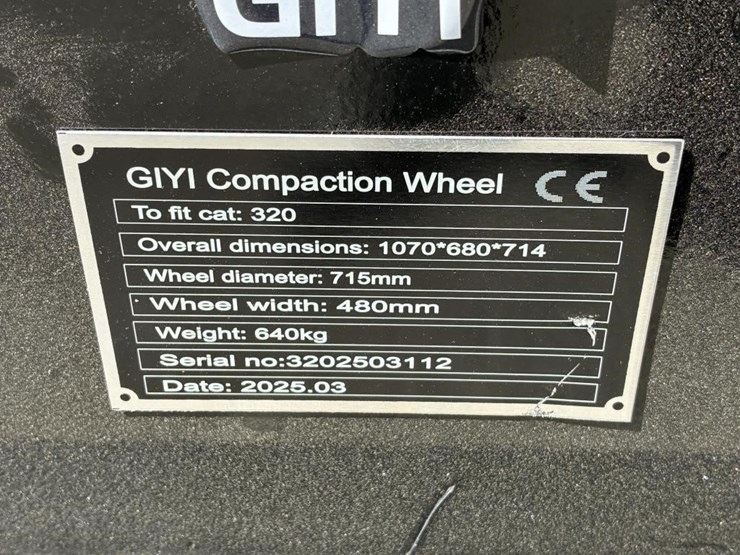 GIYI
GIYI Compaction Wheel CE
To fit cat: 320
Overall dimensions: 1070*680*714
Wheel diameter: 715mm
Wheel width: 480mm
Weight: 640kg
Serial no:3202503112
Date: 2025.03